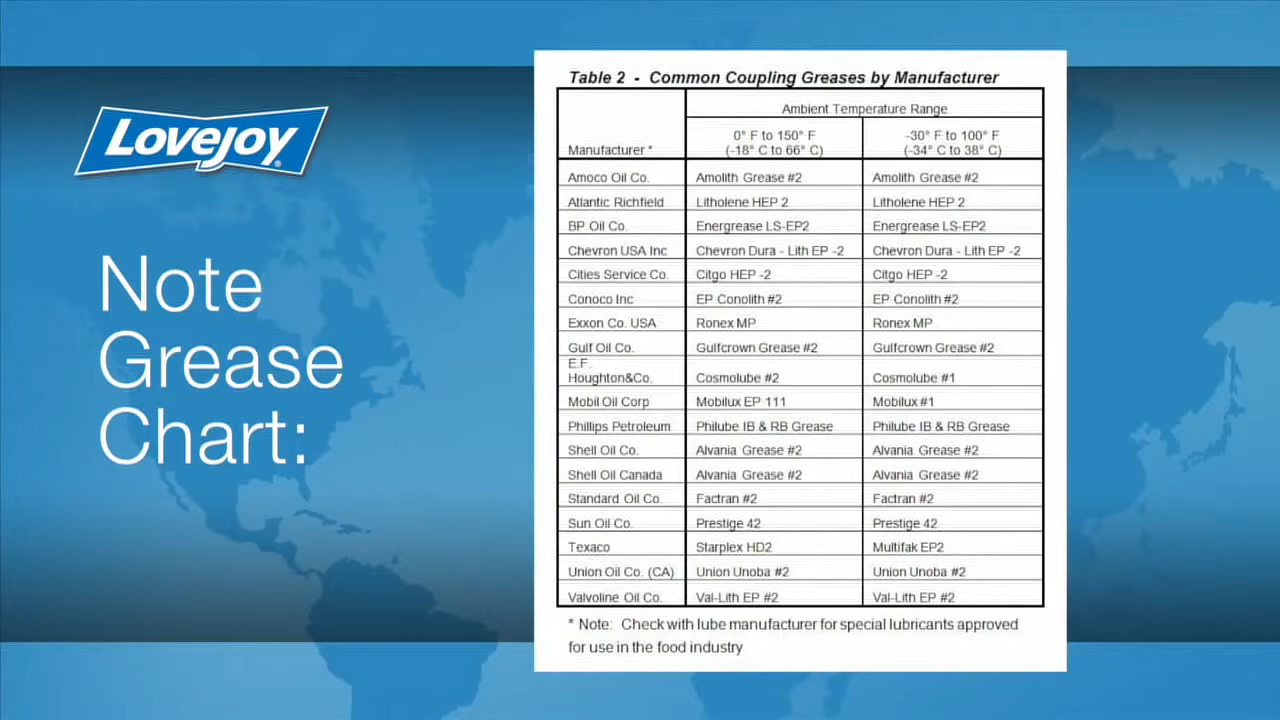 Lovejoy®
Note
Grease
Chart:
Table 2 - Common Coupling Greases by Manufacturer
Ambient Temperature Range
Manufacturer * 0° F to 150° F (-18° C to 66° C) -30° F to 100° F (-34° C to 38° C)
Amoco Oil Co. Amolith Grease #2 Amolith Grease #2
Atlantic Richfield Litholene HEP 2 Litholene HEP 2
BP Oil Co. Energrease LS-EP2 Energrease LS-EP2
Chevron USA Inc Chevron Dura - Lith EP -2 Chevron Dura - Lith EP -2
Cities Service Co. Citgo HEP -2 Citgo HEP -2
Conoco Inc EP Conolith #2 EP Conolith #2
Exxon Co. USA Ronex MP Ronex MP
Gulf Oil Co. Gulfcrown Grease #2 Gulfcrown Grease #2
E.F.
Houghton&Co. Cosmolube #2 Cosmolube #1
Mobil Oil Corp Mobilux EP 111 Mobilux #1
Phillips Petroleum Philube IB & RB Grease Philube IB & RB Grease
Shell Oil Co. Alvania Grease #2 Alvania Grease #2
Shell Oil Canada Alvania Grease #2 Alvania Grease #2
Standard Oil Co. Factran #2 Factran #2
Sun Oil Co. Prestige 42 Prestige 42
Texaco Starplex HD2 Multifak EP2
Union Oil Co. (CA) Union Unoba #2 Union Unoba #2
Valvoline Oil Co. Val-Lith EP #2 Val-Lith EP #2
* Note: Check with lube manufacturer for special lubricants approved
for use in the food industry